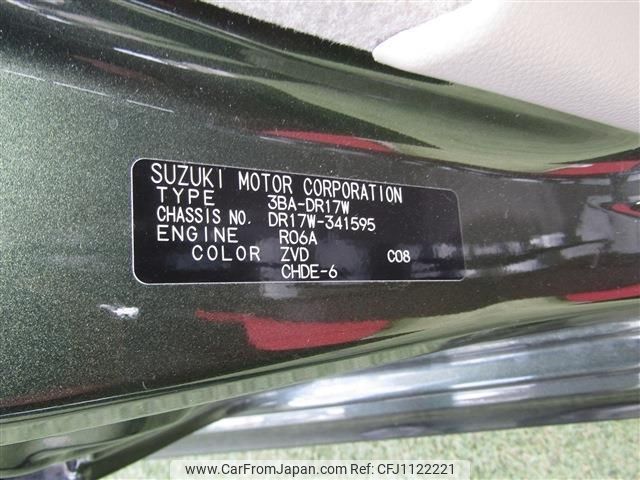 SUZUKI MOTOR CORPORATION
TYPE 3BA-DR17W
CHASSIS NO. DR17W-341595
ENGINE R06A
COLOR ZVD C08
CHDE-6
www.CarFromJapan.com - CFJ1122221